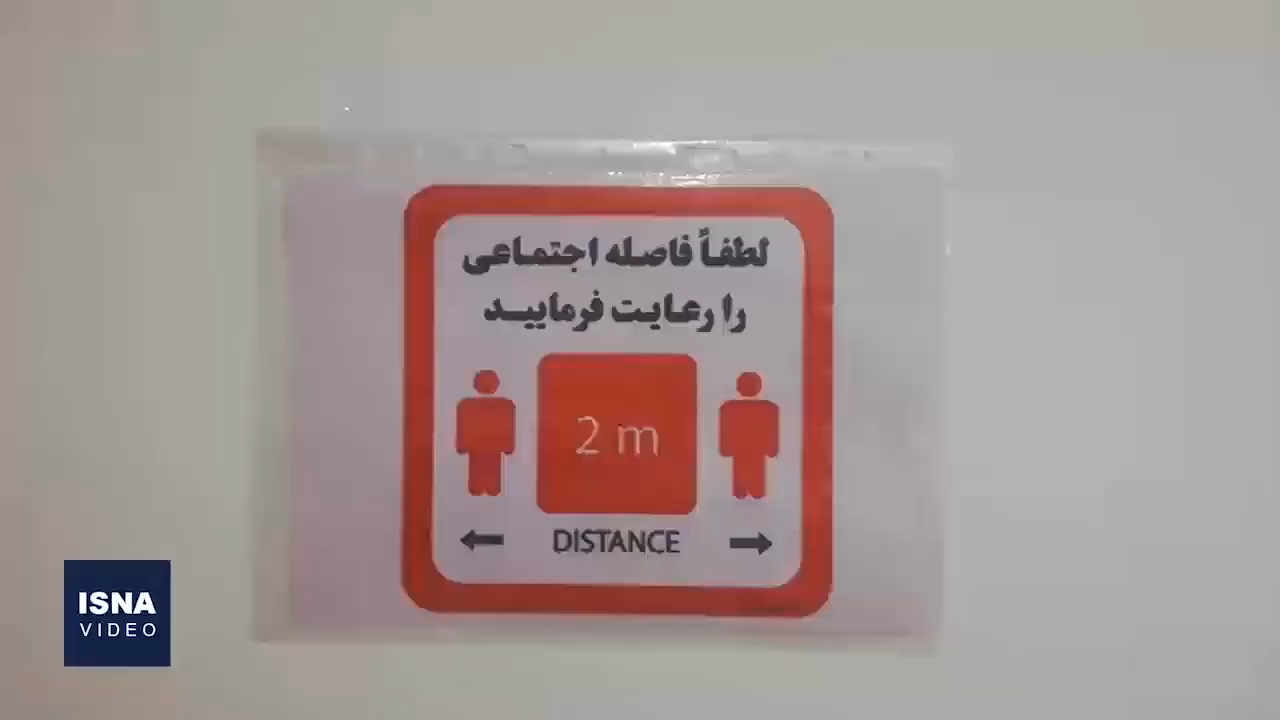 لطفاً فاصله اجتماعی
را رعایت فرمایید
2 m
DISTANCE
ISNA
VIDEO